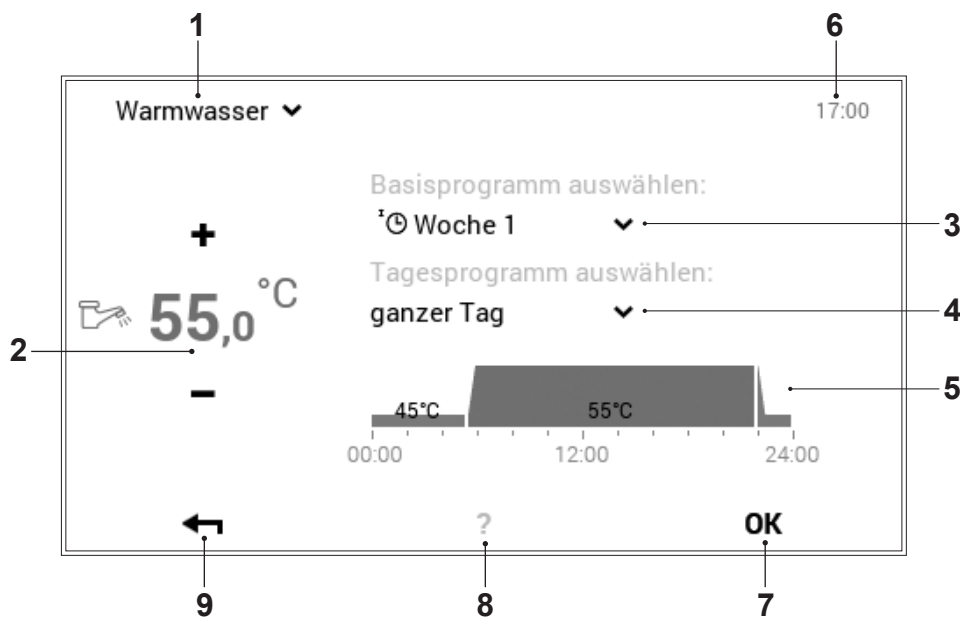 1 6
Warmwasser 17:00
Basisprogramm auswählen:
I Woche 1 3
+
Tagesprogramm auswählen:
55,0 °C
ganzer Tag 4
2
5
−
45°C 55°C
00:00 12:00 24:00
? OK
9 8 7